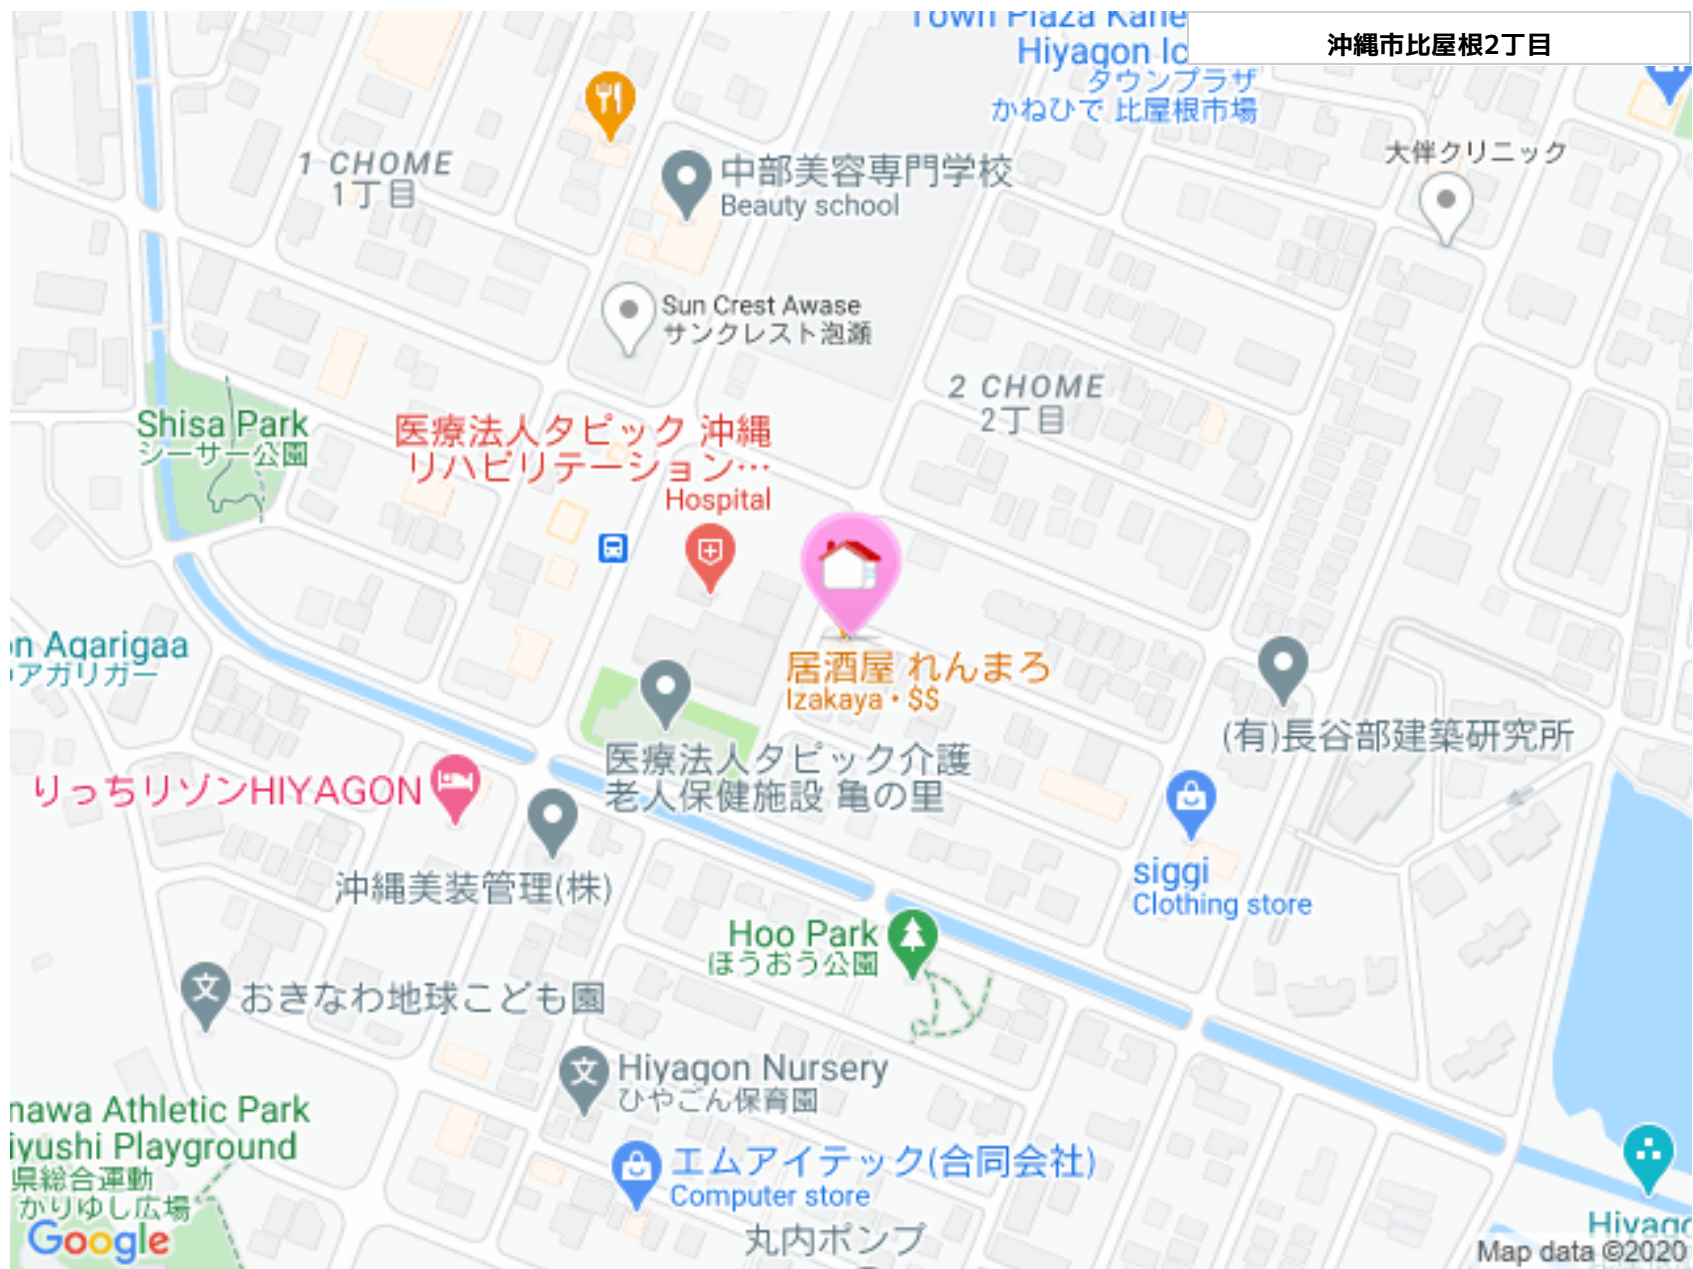 沖縄市比屋根2丁目
Town Plaza Kane
Hiyagon Ic
タウンプラザ
かねひで 比屋根市場
大伴クリニック
1 CHOME
1丁目
中部美容専門学校
Beauty school
Sun Crest Awase
サンクレスト泡瀬
2 CHOME
2丁目
Shisa Park
シーサー公園
医療法人タピック 沖縄
リハビリテーション…
Hospital
n Agarigaa
アガリガー
居酒屋 れんまろ
Izakaya • $$
(有)長谷部建築研究所
医療法人タピック介護
老人保健施設 亀の里
りっちリゾンHIYAGON
沖縄美装管理(株)
siggi
Clothing store
Hoo Park
ほうおう公園
おきなわ地球こども園
Hiyagon Nursery
ひやごん保育園
nawa Athletic Park
iyushi Playground
県総合運動
かりゆし広場
エムアイテック(合同会社)
Computer store
丸内ポンプ
Hiyago
Google
Map data ©2020